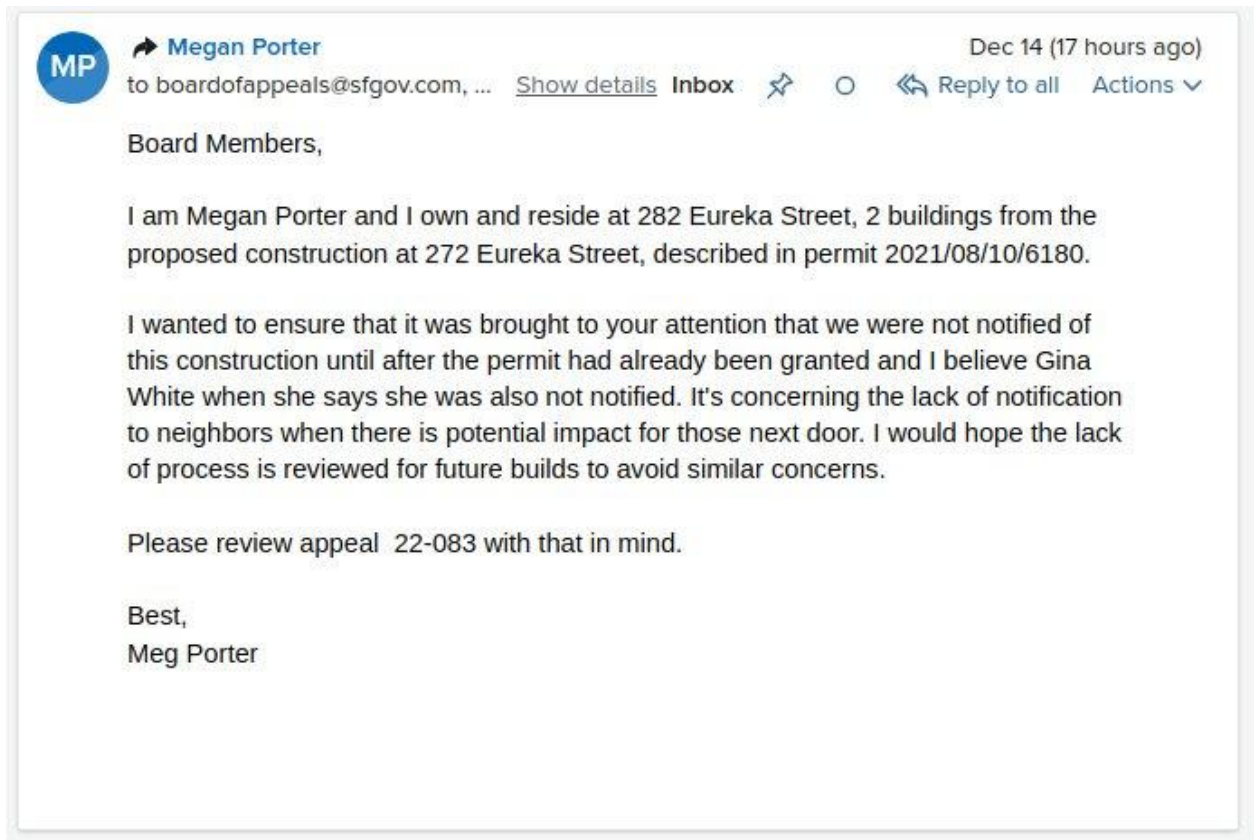 MP
Megan Porter
Dec 14 (17 hours ago)
to boardofappeals@sfgov.com, ... Show details Inbox Reply to all Actions
Board Members,
I am Megan Porter and I own and reside at 282 Eureka Street, 2 buildings from the
proposed construction at 272 Eureka Street, described in permit 2021/08/10/6180.
I wanted to ensure that it was brought to your attention that we were not notified of
this construction until after the permit had already been granted and I believe Gina
White when she says she was also not notified. It's concerning the lack of notification
to neighbors when there is potential impact for those next door. I would hope the lack
of process is reviewed for future builds to avoid similar concerns.
Please review appeal  22-083 with that in mind.
Best,
Meg Porter